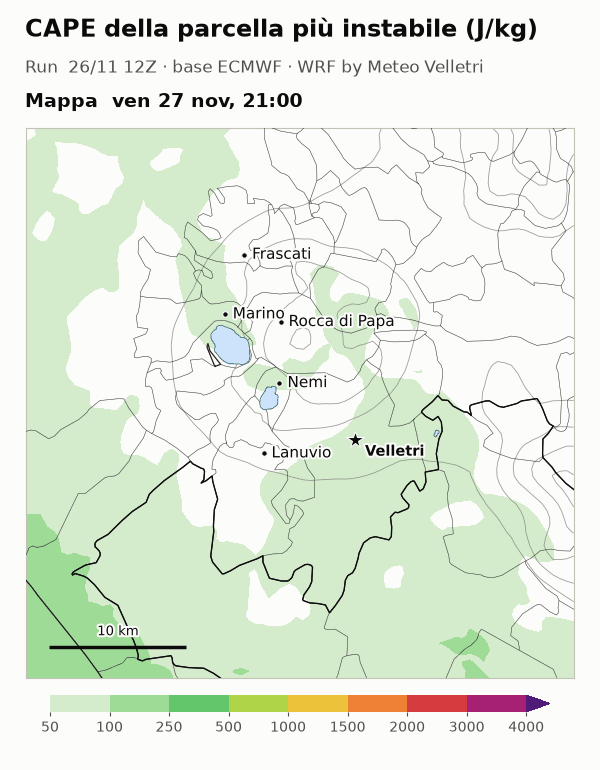 CAPE della parcella più instabile (J/kg)
Run  26/11 12Z · base ECMWF · WRF by Meteo Velletri
Mappa  ven 27 nov, 21:00
Frascati
Marino
Rocca di Papa
Nemi
Velletri
Lanuvio
10 km
50 100 250 500 1000 1500 2000 3000 4000